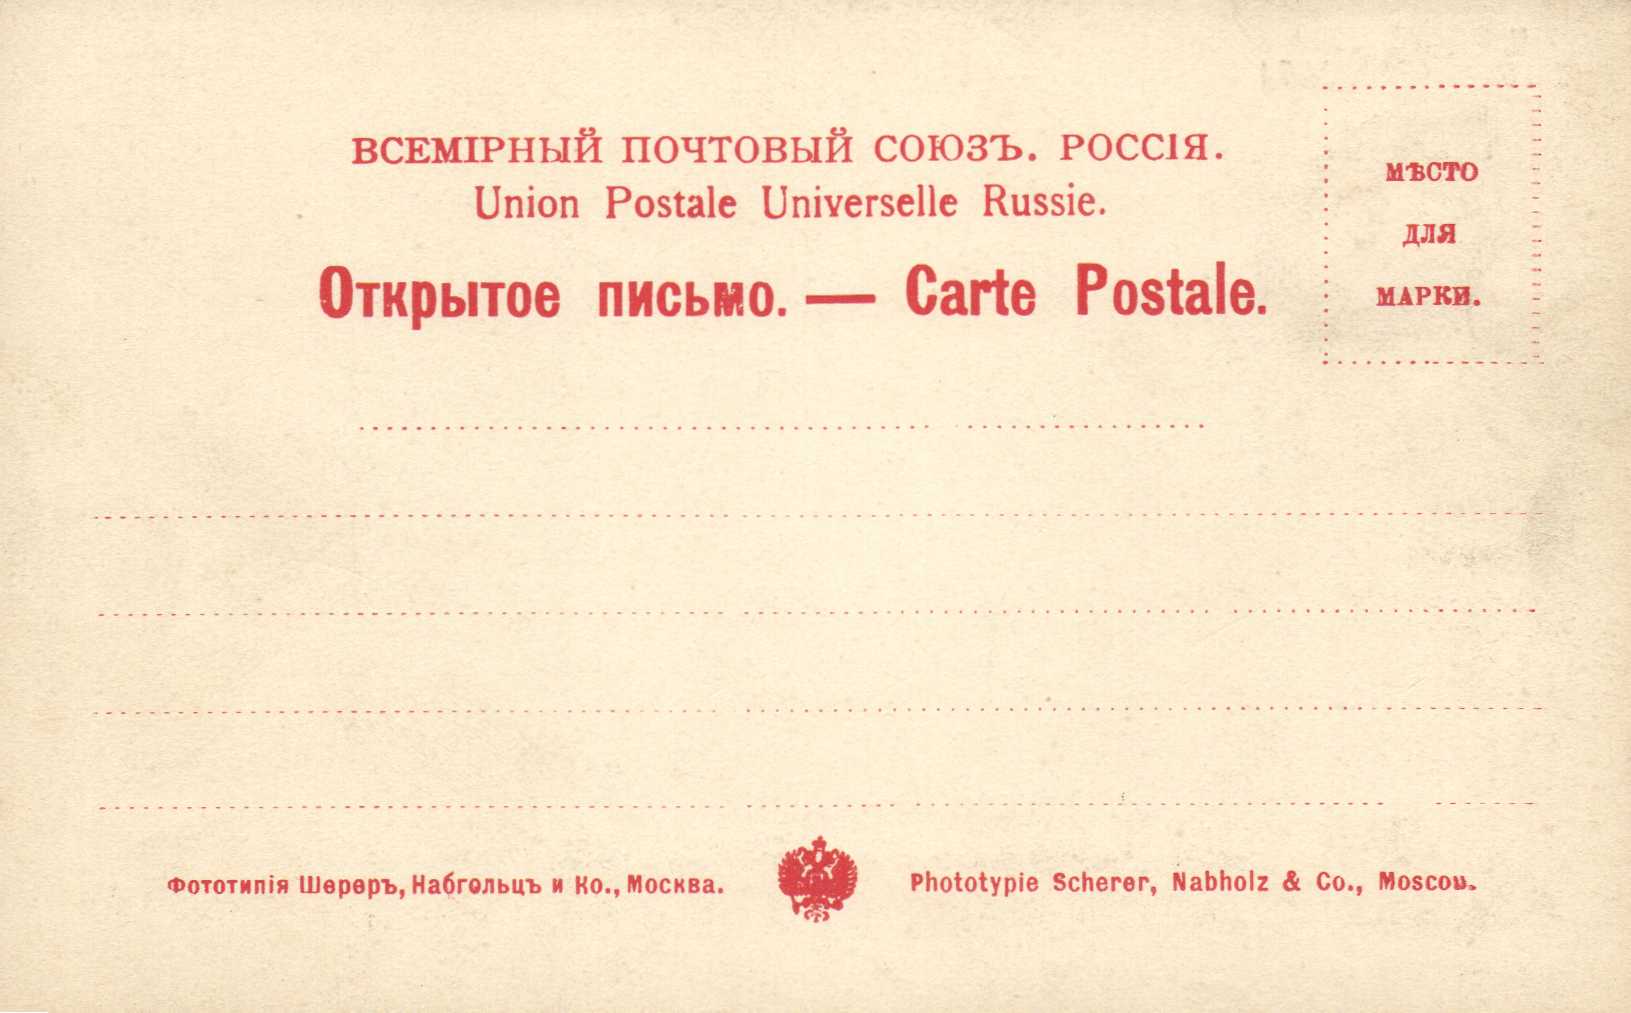 ВСЕМІРНЫЙ ПОЧТОВЫЙ СОЮЗЪ. РОССІЯ.
Union Postale Universelle Russie.
Открытое письмо. — Carte Postale.
МѢСТО
ДЛЯ
МАРКИ.
Фототипія Шереръ, Набгольцъ и Ко., Москва.
Phototypie Scherer, Nabholz & Co., Moscou.